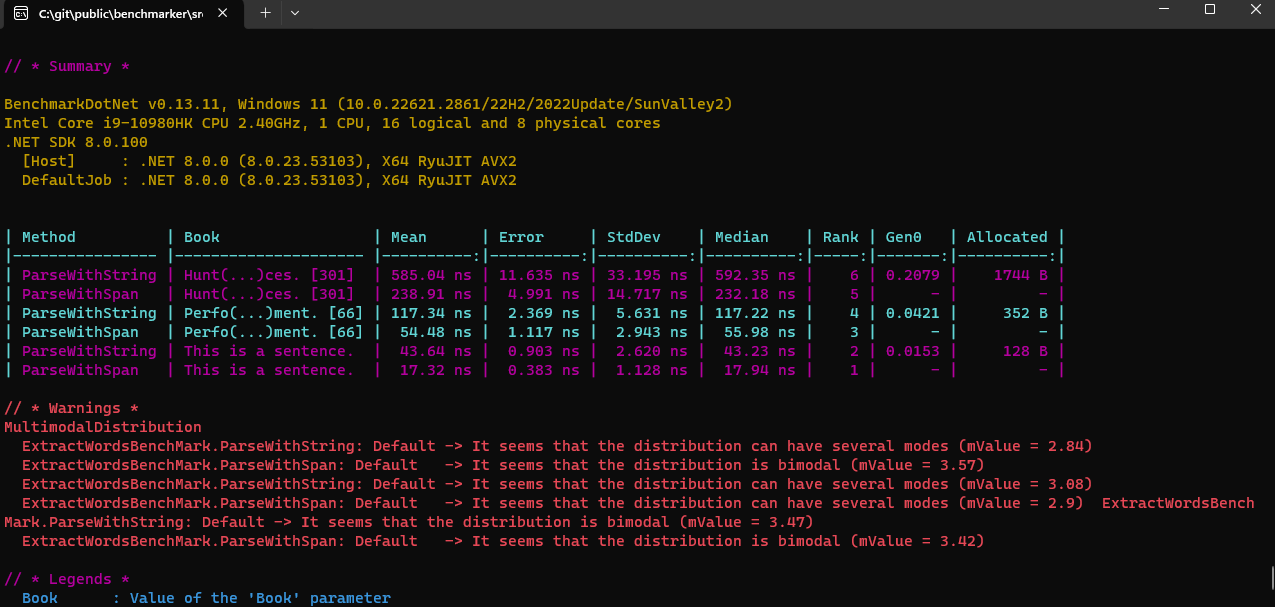 C:\git\public\benchmarker\sr
// * Summary *
BenchmarkDotNet v0.13.11, Windows 11 (10.0.22621.2861/22H2/2022Update/SunValley2)
Intel Core i9-10980HK CPU 2.40GHz, 1 CPU, 16 logical and 8 physical cores
.NET SDK 8.0.100
  [Host]     : .NET 8.0.0 (8.0.23.53103), X64 RyuJIT AVX2
  DefaultJob : .NET 8.0.0 (8.0.23.53103), X64 RyuJIT AVX2
| Method          | Book                 | Mean      | Error     | StdDev    | Median    | Rank | Gen0   | Allocated |
|---------------- |--------------------- |----------:|----------:|----------:|----------:|-----:|-------:|----------:|
| ParseWithString | Hunt(...)ces. [301]  | 585.04 ns | 11.635 ns | 33.195 ns | 592.35 ns |    6 | 0.2079 |    1744 B |
| ParseWithSpan   | Hunt(...)ces. [301]  | 238.91 ns |  4.991 ns | 14.717 ns | 232.18 ns |    5 |      - |         - |
| ParseWithString | Perfo(...)ment. [66] | 117.34 ns |  2.369 ns |  5.631 ns | 117.22 ns |    4 | 0.0421 |     352 B |
| ParseWithSpan   | Perfo(...)ment. [66] |  54.48 ns |  1.117 ns |  2.943 ns |  55.98 ns |    3 |      - |         - |
| ParseWithString | This is a sentence.  |  43.64 ns |  0.903 ns |  2.620 ns |  43.23 ns |    2 | 0.0153 |     128 B |
| ParseWithSpan   | This is a sentence.  |  17.32 ns |  0.383 ns |  1.128 ns |  17.94 ns |    1 |      - |         - |
// * Warnings *
MultimodalDistribution
  ExtractWordsBenchMark.ParseWithString: Default -> It seems that the distribution can have several modes (mValue = 2.84)
  ExtractWordsBenchMark.ParseWithSpan: Default   -> It seems that the distribution is bimodal (mValue = 3.57)
  ExtractWordsBenchMark.ParseWithString: Default -> It seems that the distribution can have several modes (mValue = 3.08)
  ExtractWordsBenchMark.ParseWithSpan: Default   -> It seems that the distribution can have several modes (mValue = 2.9)  ExtractWordsBench
Mark.ParseWithString: Default -> It seems that the distribution is bimodal (mValue = 3.47)
  ExtractWordsBenchMark.ParseWithSpan: Default   -> It seems that the distribution is bimodal (mValue = 3.42)
// * Legends *
  Book      : Value of the 'Book' parameter